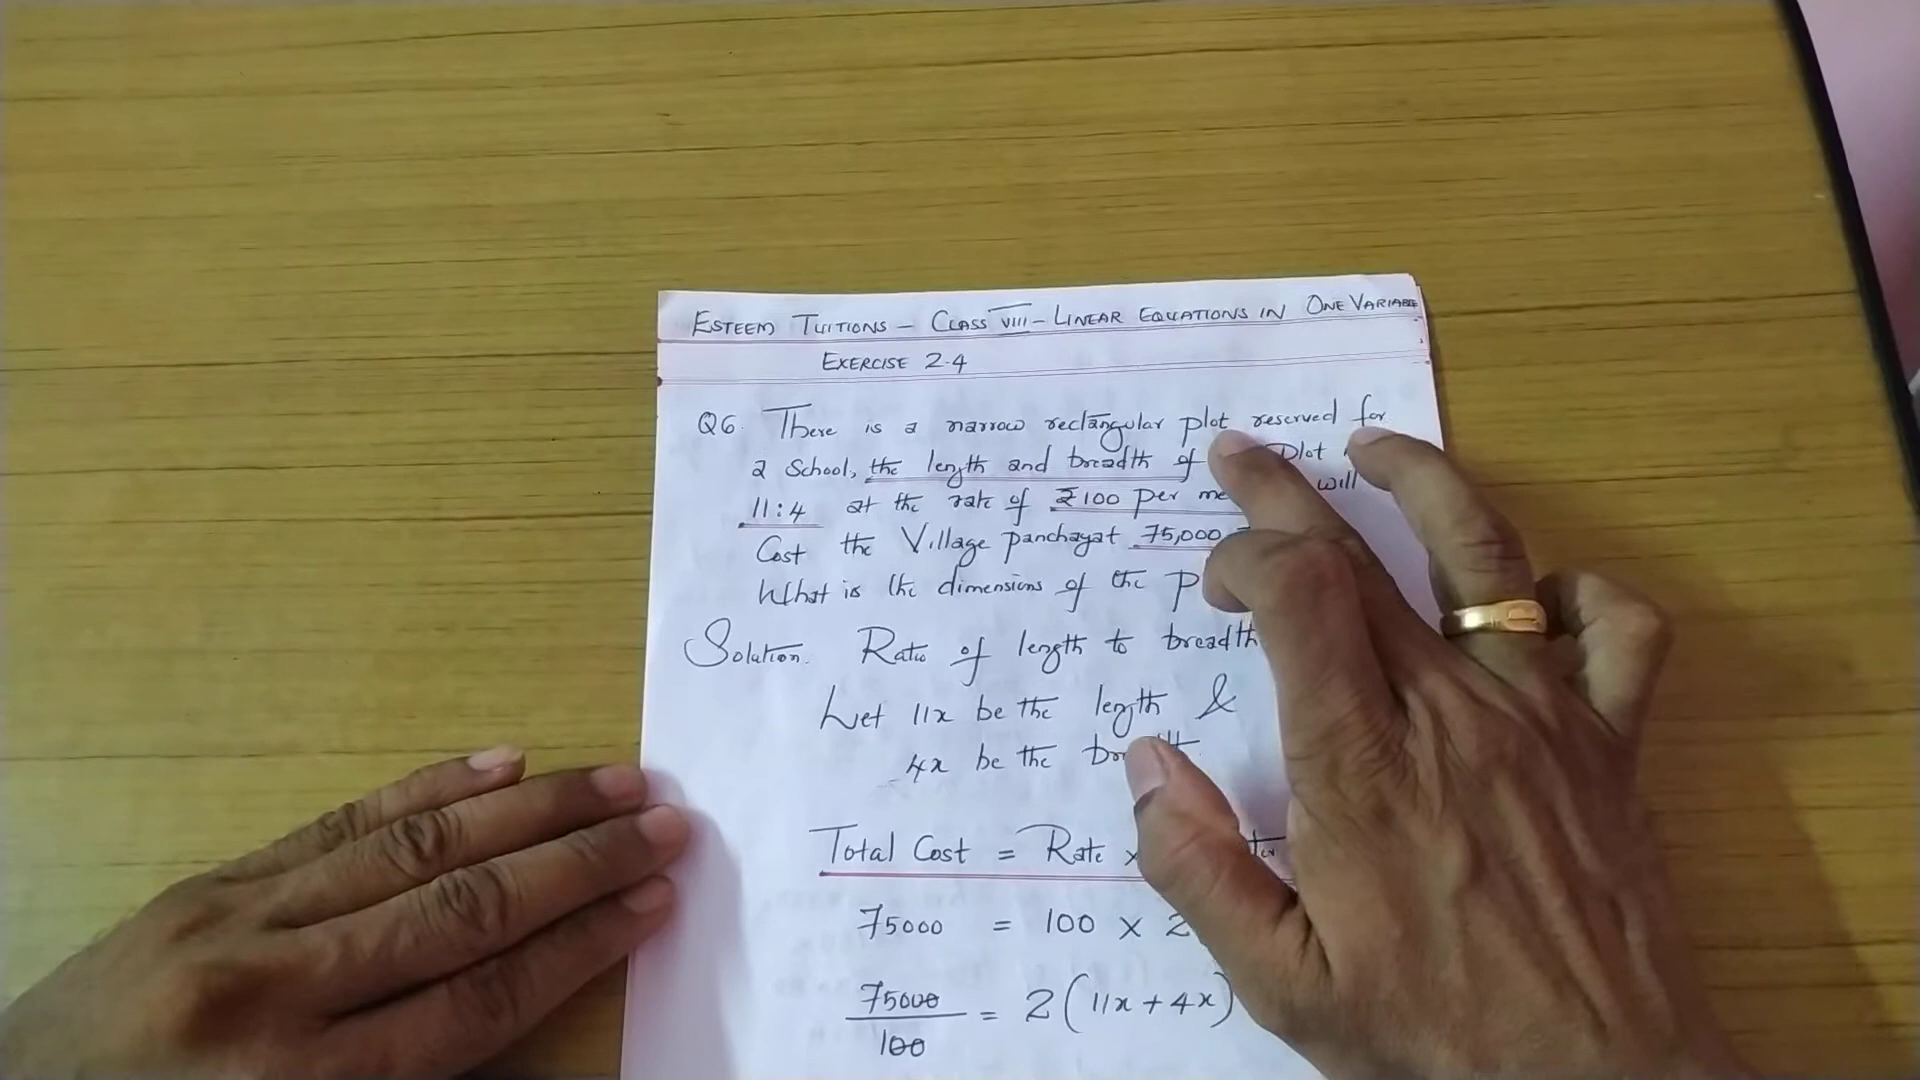 ESTEEM TUITIONS - CLASS VIII - LINEAR EQUATIONS IN ONE VARIABLE
EXERCISE 2.4
Q6. There is a narrow rectangular plot reserved for
a School, the length and breadth of Plot
11:4 at the rate of ₹100 per will
Cost the Village panchayat 75,000
What is the dimensions of the
Solution. Ratio of length to breadth
Let 11x be the length &
4x be the
Total Cost = Rate ×
75000 = 100 × 2
75000
100 = 2(11x + 4x)